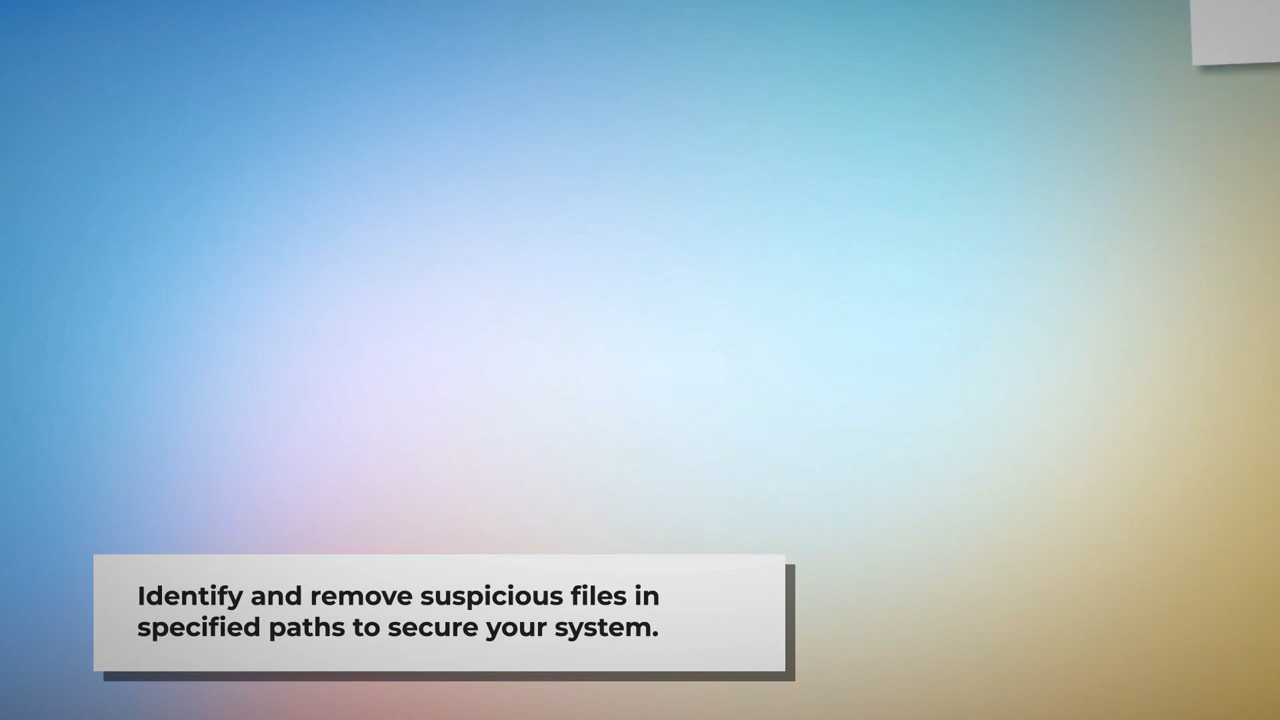 Identify and remove suspicious files in
specified paths to secure your system.